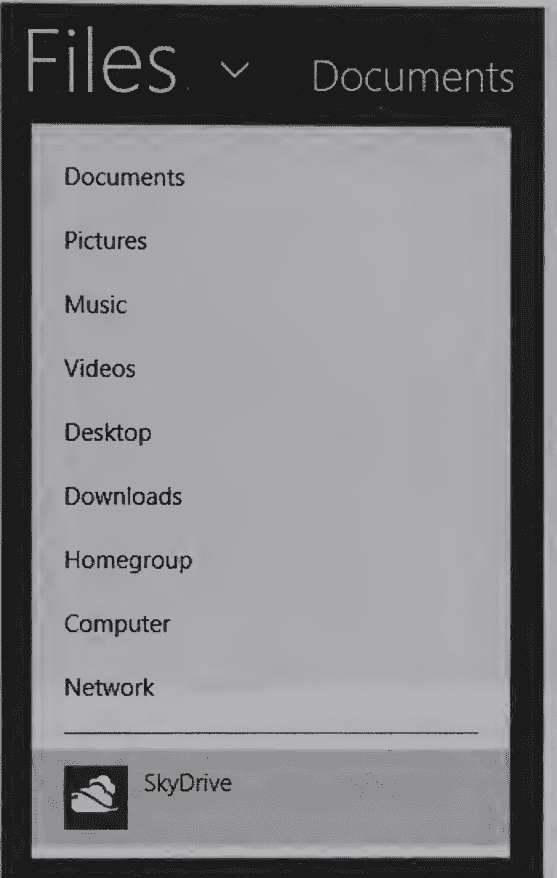 Files Documents
Documents
Pictures
Music
Videos
Desktop
Downloads
Homegroup
Computer
Network
SkyDrive